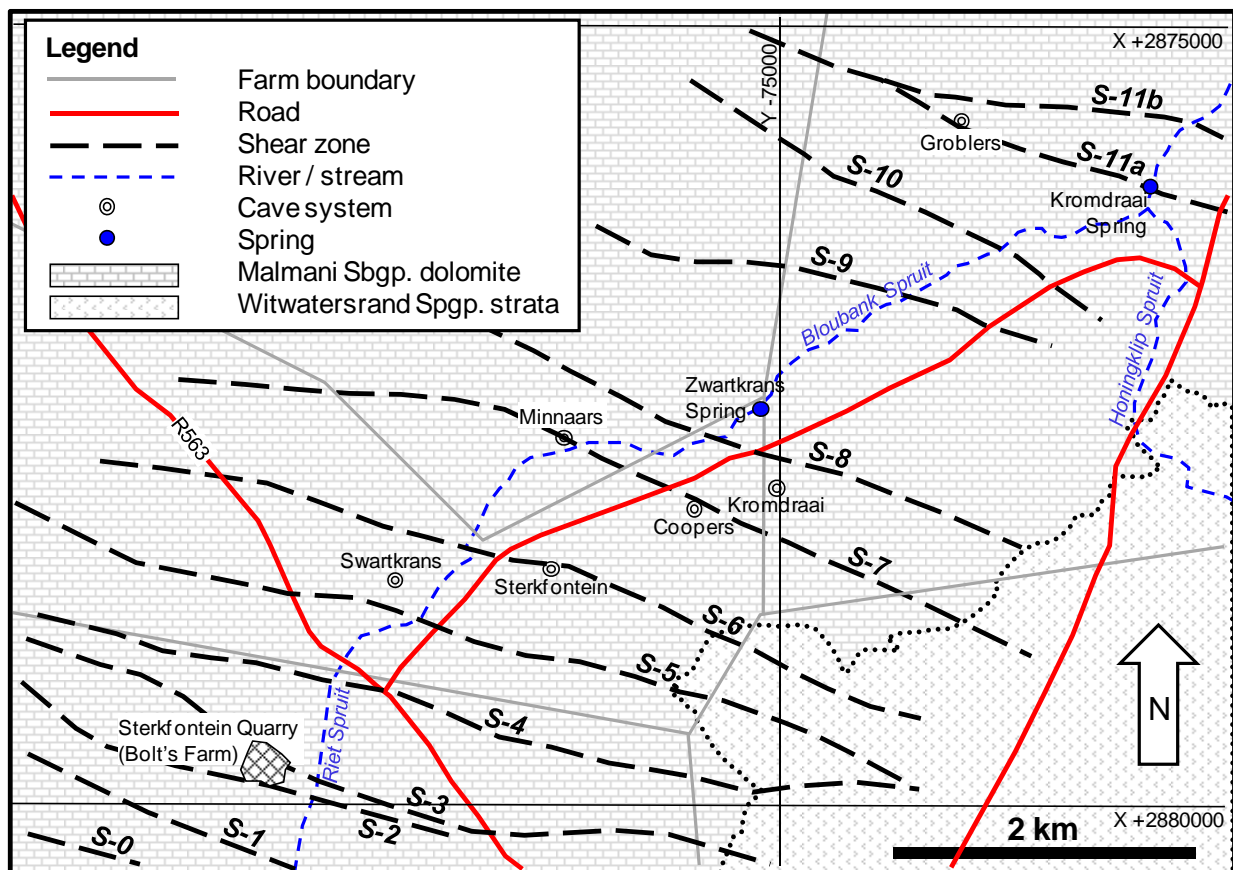 Legend
Farm boundary
Road
Shear zone
River / stream
Cave system
Spring
Malmani Sbgp. dolomite
Witwatersrand Spgp. strata
X +2875000
Y -75000
S-11b
Groblers
S-11a
S-10
Kromdraai
Spring
S-9
Bloubank Spruit
Honingklip Spruit
Zwartkrans
Spring
Minnaars
R563
S-8
Kromdraai
Coopers
Swartkrans
Sterkfontein
S-7
S-6
S-5
S-4
Sterkfontein Quarry
(Bolt's Farm)
Riet Spruit
N
S-3
S-2
S-1
S-0
2 km
X +2880000